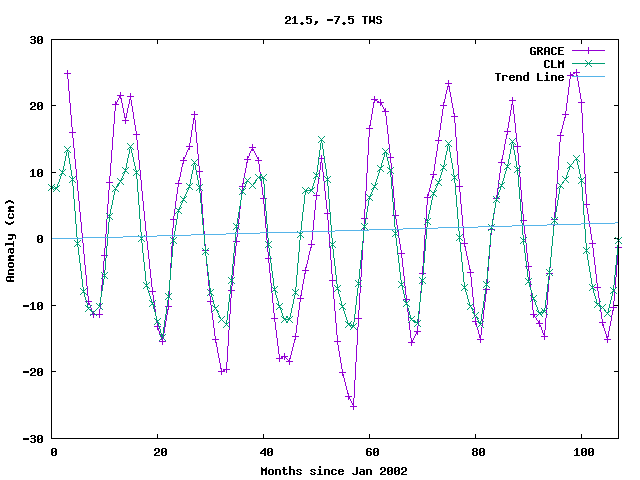 21.5, -7.5 TWS
30
20
10
0
-10
-20
-30
Anomaly (cm)
GRACE
CLM
Trend Line
0 20 40 60 80 100
Months since Jan 2002